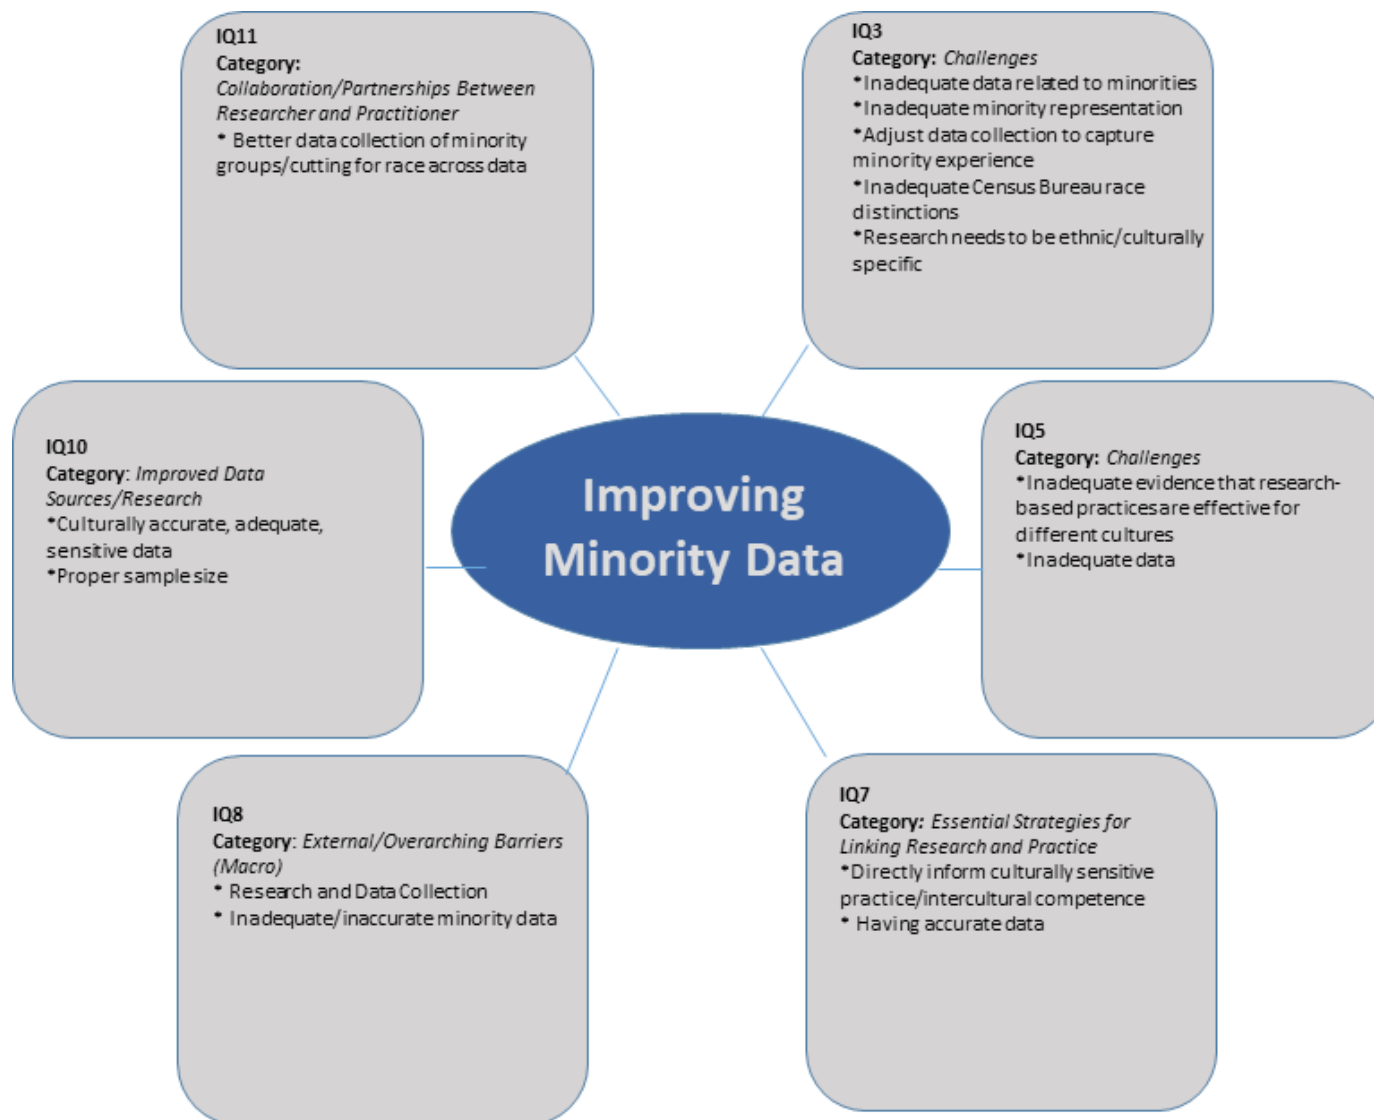 IQ11
Category:
Collaboration/Partnerships Between
Researcher and Practitioner
* Better data collection of minority
groups/cutting for race across data
IQ3
Category: Challenges
*Inadequate data related to minorities
*Inadequate minority representation
*Adjust data collection to capture
minority experience
*Inadequate Census Bureau race
distinctions
*Research needs to be ethnic/culturally
specific
IQ10
Category: Improved Data
Sources/Research
*Culturally accurate, adequate,
sensitive data
*Proper sample size
Improving
Minority Data
IQ5
Category: Challenges
*Inadequate evidence that research-
based practices are effective for
different cultures
*Inadequate data
IQ8
Category: External/Overarching Barriers
(Macro)
* Research and Data Collection
* Inadequate/inaccurate minority data
IQ7
Category: Essential Strategies for
Linking Research and Practice
*Directly inform culturally sensitive
practice/intercultural competence
* Having accurate data